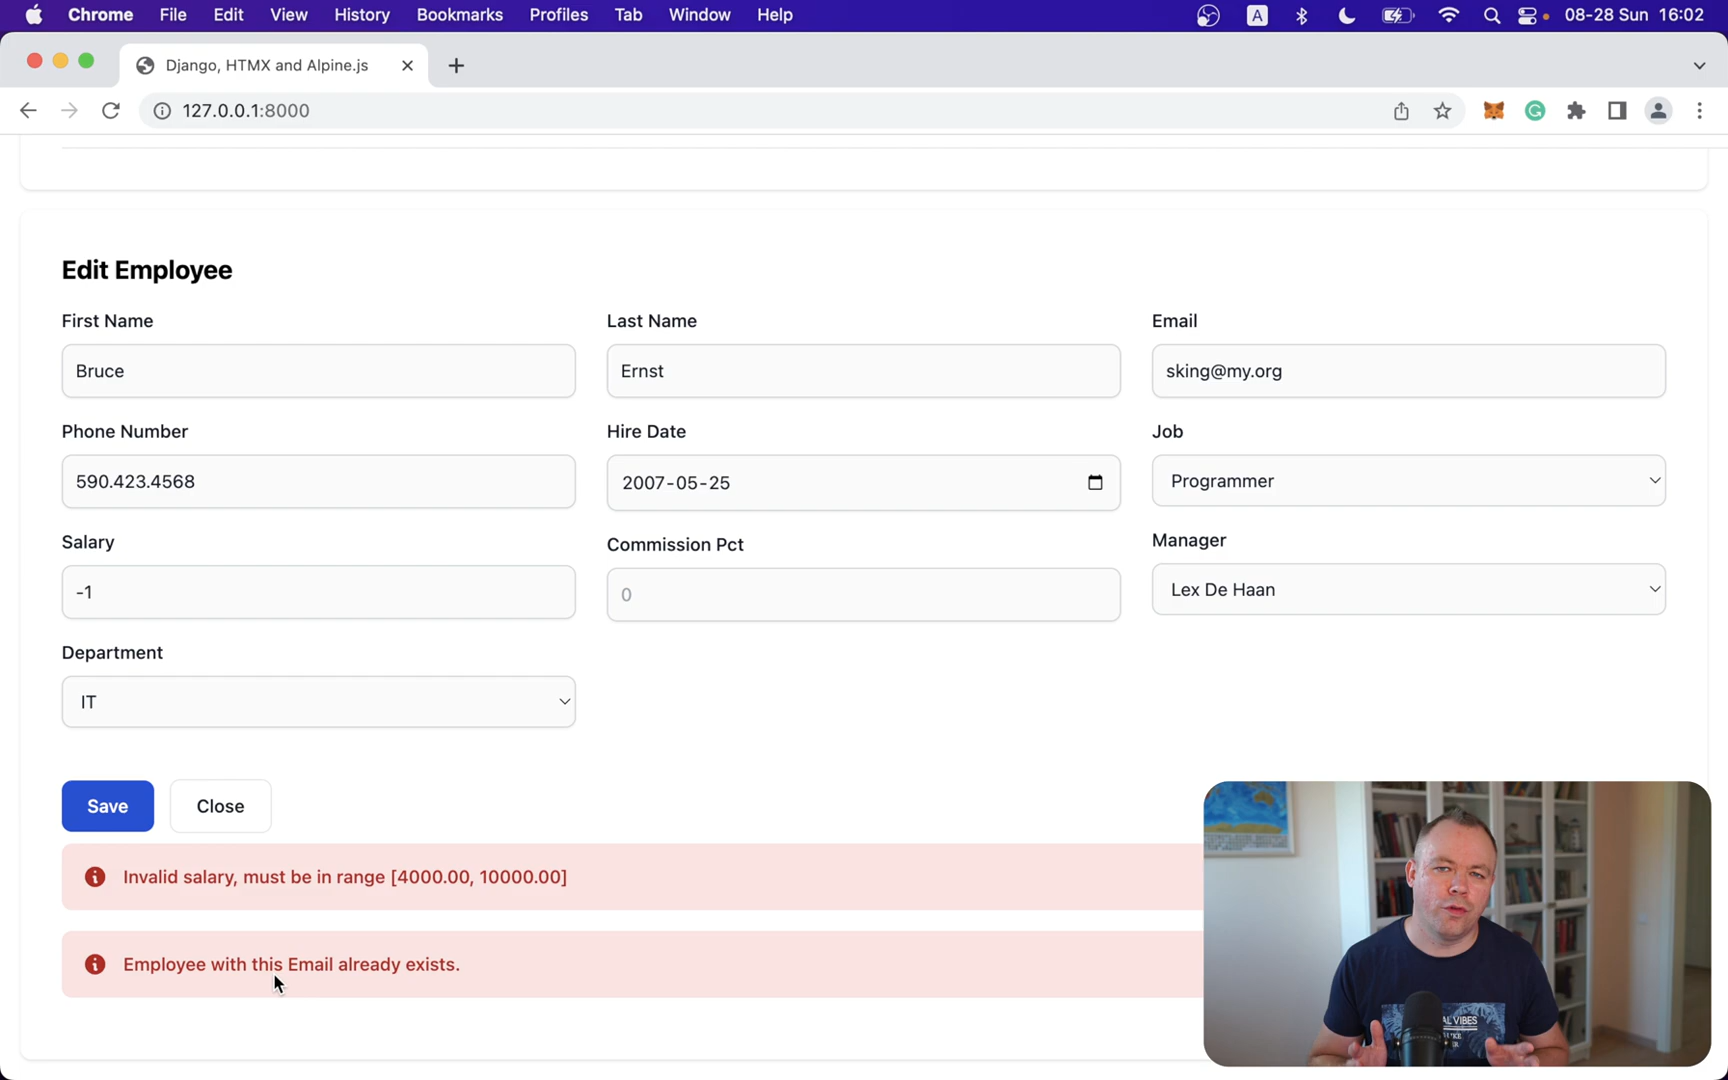 Chrome File Edit View History Bookmarks Profiles Tab Window Help A 08-28 Sun 16:02
Django, HTMX and Alpine.js
127.0.0.1:8000
Edit Employee
First Name Last Name Email
Bruce Ernst sking@my.org
Phone Number Hire Date Job
590.423.4568 2007-05-25 Programmer
Salary Commission Pct Manager
-1 0 Lex De Haan
Department
IT
Save Close
Invalid salary, must be in range [4000.00, 10000.00]
Employee with this Email already exists.
AL VIBES